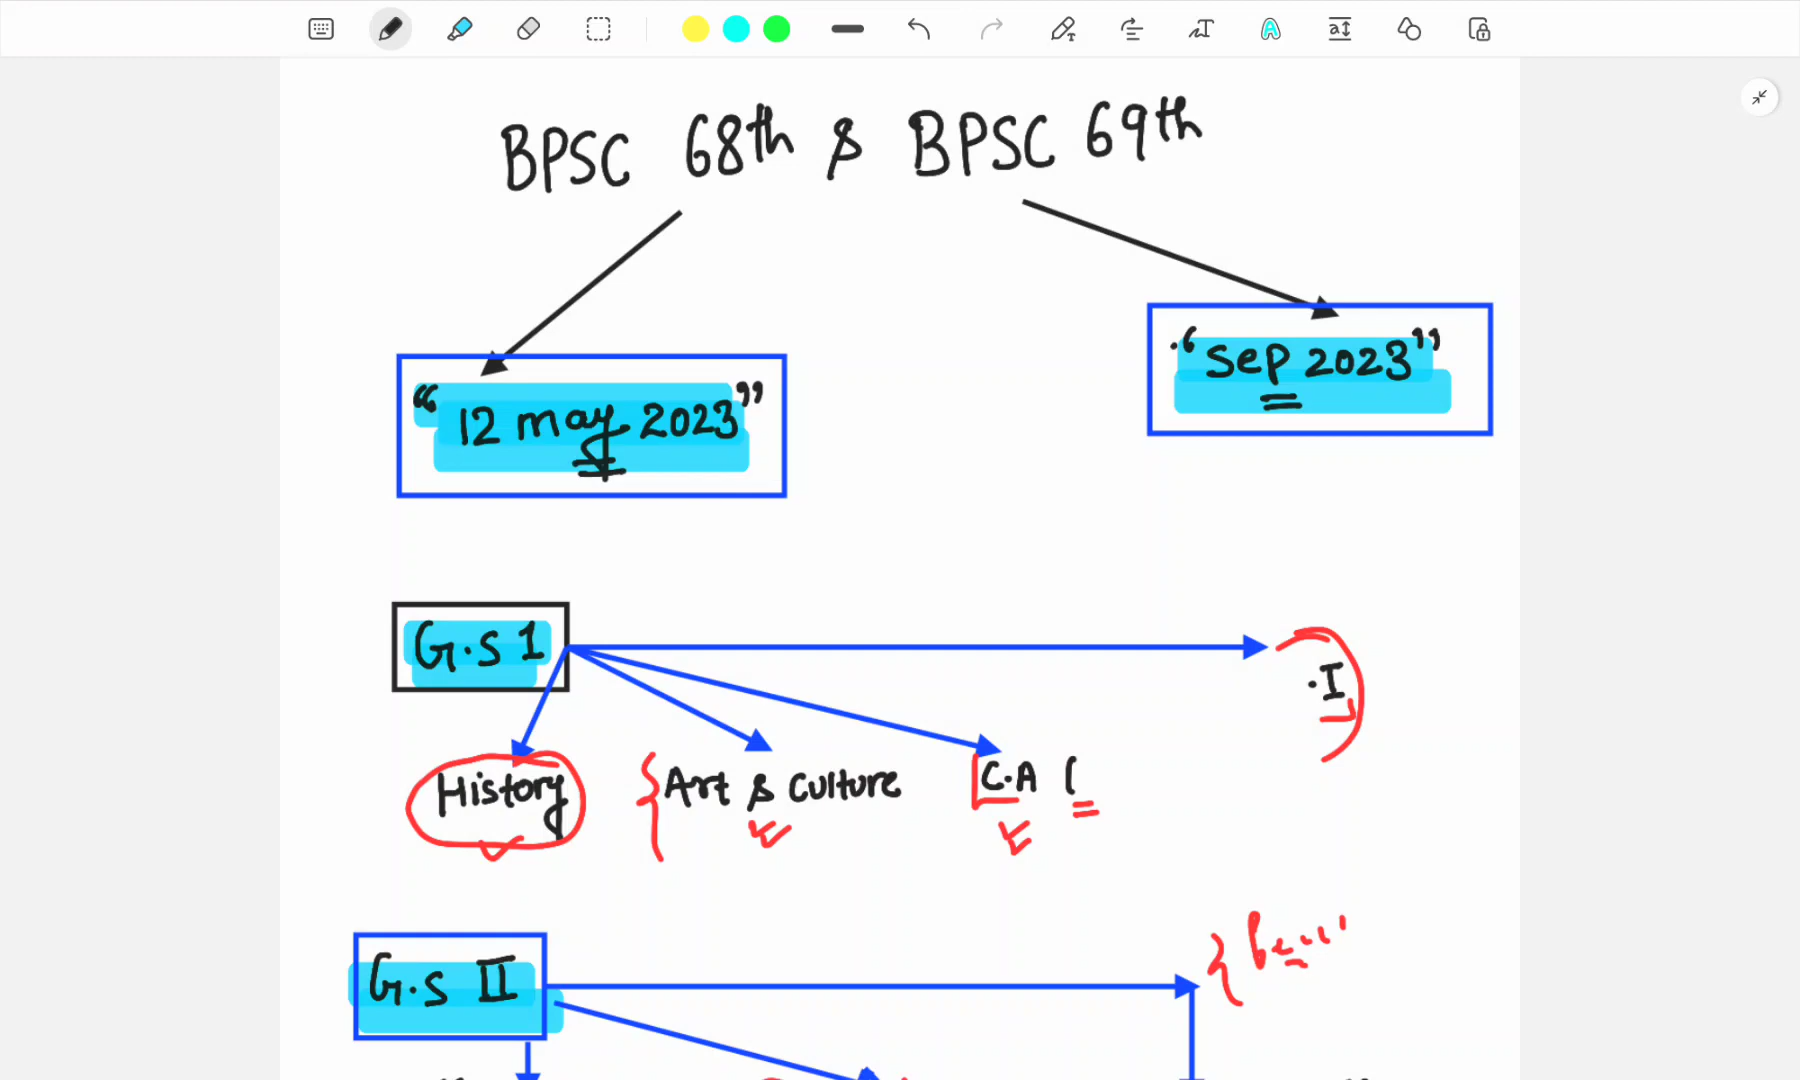 BPSC 68th & BPSC 69th
“Sep 2023”
“12 may 2023”
G.S 1
.I
History
Art & Culture
C.A (
G.S II